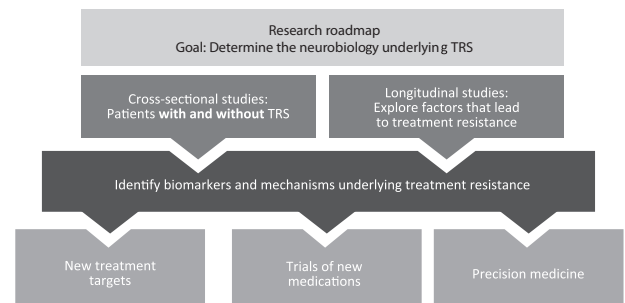 Research roadmap
Goal: Determine the neurobiology underlying TRS
Cross-sectional studies:
Patients with and without TRS
Longitudinal studies:
Explore factors that lead
to treatment resistance
Identify biomarkers and mechanisms underlying treatment resistance
New treatment
targets
Trials of new
medications
Precision medicine